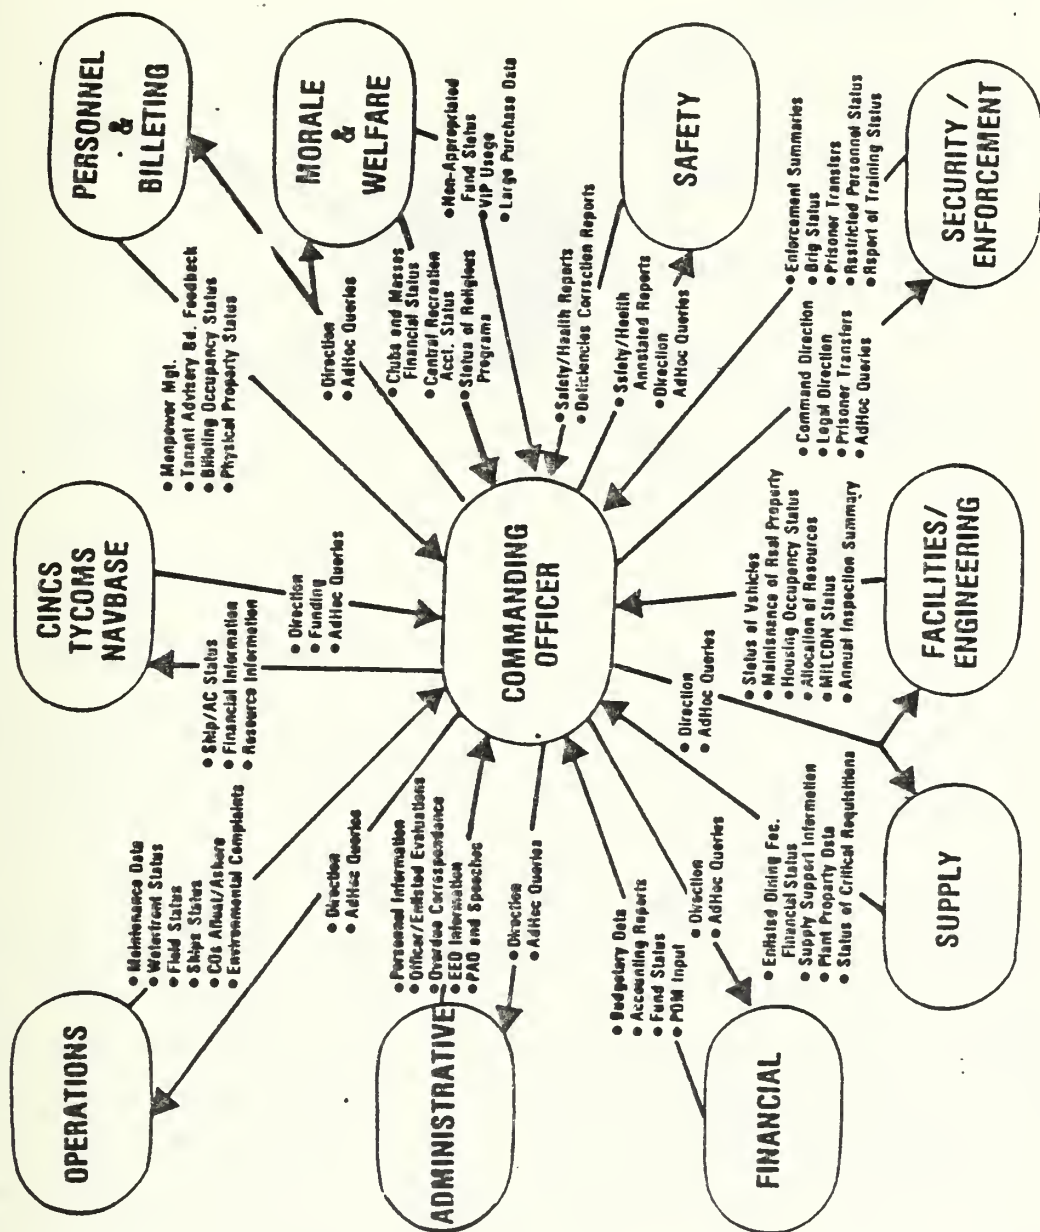 OPERATIONS
• Maintenance Data
• Waterfront Status
• Field Status
• Ships Status
• COs Afloat/Ashore
• Environmental Complaints
• Direction
• AdHoc Queries
CINCS
TYCOMS
NAVBASE
• Ship/AC Status
• Financial Information
• Resource Information
• Direction
• Funding
• AdHoc Queries
PERSONNEL
&
BILLETING
• Manpower Mgt.
• Tenant Advisory Bd. Feedback
• Billeting Occupancy Status
• Physical Property Status
• Direction
• AdHoc Queries
MORALE
&
WELFARE
• Clubs and Messes
Financial Status
• Central Recreation
Acct. Status
• Status of Religious
Programs
• Non-Appropriated
Fund Status
• VIP Usage
• Large Purchase Data
ADMINISTRATIVE
• Personnel Information
• Officer/Enlisted Evaluations
• Overdue Correspondence
• EEO Information
• PAO and Speeches
• Direction
• AdHoc Queries
COMMANDING
OFFICER
• Safety/Health Reports
• Deficiencies Correction Reports
• Safety/Health
Annotated Reports
• Direction
• AdHoc Queries
SAFETY
FINANCIAL
• Budgetary Data
• Accounting Reports
• Fund Status
• POM Input
• Direction
• AdHoc Queries
SUPPLY
• Enlisted Dining Fac.
Financial Status
• Supply Support Information
• Plant Property Data
• Status of Critical Requisitions
• Direction
• AdHoc Queries
FACILITIES/
ENGINEERING
• Status of Vehicles
• Maintenance of Real Property
• Housing Occupancy Status
• Allocation of Resources
• MILCON Status
• Annual Inspection Summary
• Command Direction
• Legal Direction
• Prisoner Transfers
• AdHoc Queries
• Enforcement Summaries
• Brig Status
• Prisoner Transfers
• Restricted Personnel Status
• Report of Training Status
SECURITY/
ENFORCEMENT